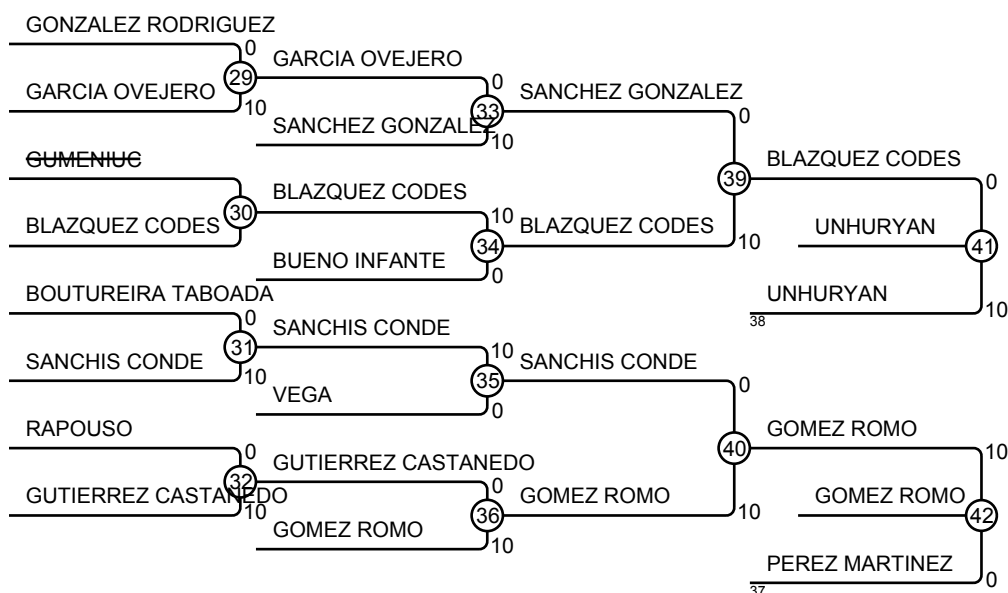 GONZALEZ RODRIGUEZ
0
29
GARCIA OVEJERO
10
GARCIA OVEJERO
0
33
SANCHEZ GONZALEZ
10
SANCHEZ GONZALEZ
0
GUMENIUC
30
BLAZQUEZ CODES
BLAZQUEZ CODES
10
34
BUENO INFANTE
0
BLAZQUEZ CODES
10
39
BLAZQUEZ CODES
0
UNHURYAN
41
UNHURYAN
10
38
BOUTUREIRA TABOADA
0
31
SANCHIS CONDE
10
SANCHIS CONDE
10
35
VEGA
0
SANCHIS CONDE
0
RAPOUSO
0
32
GUTIERREZ CASTANEDO
10
GUTIERREZ CASTANEDO
0
36
GOMEZ ROMO
10
GOMEZ ROMO
10
40
GOMEZ ROMO
10
GOMEZ ROMO
42
PEREZ MARTINEZ
0
37